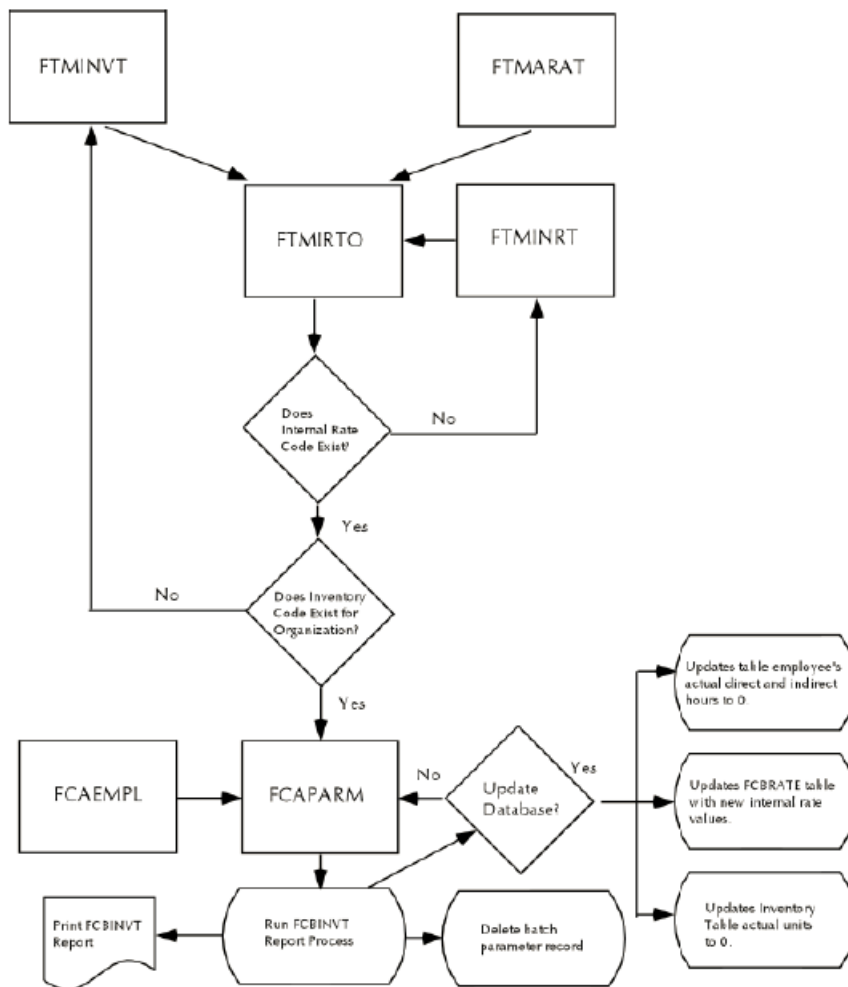 FTMINVT
FTMARAT
FTMIRTO
FTMINRT
Does
Internal Rate
Code Exist?
No
Yes
Does Inventory
Code Exist for
Organization?
No
Yes
Updates table employee's
actual direct and indirect
hours to 0.
FCAEMPL
FCAPARM
No
Update
Database?
Yes
Updates FCBRATE table
with new internal rate
values.
Print FCBINVT
Report
Run FCBINVT
Report Process
Delete batch
parameter record
Updates Inventory
Table actual units
to 0.